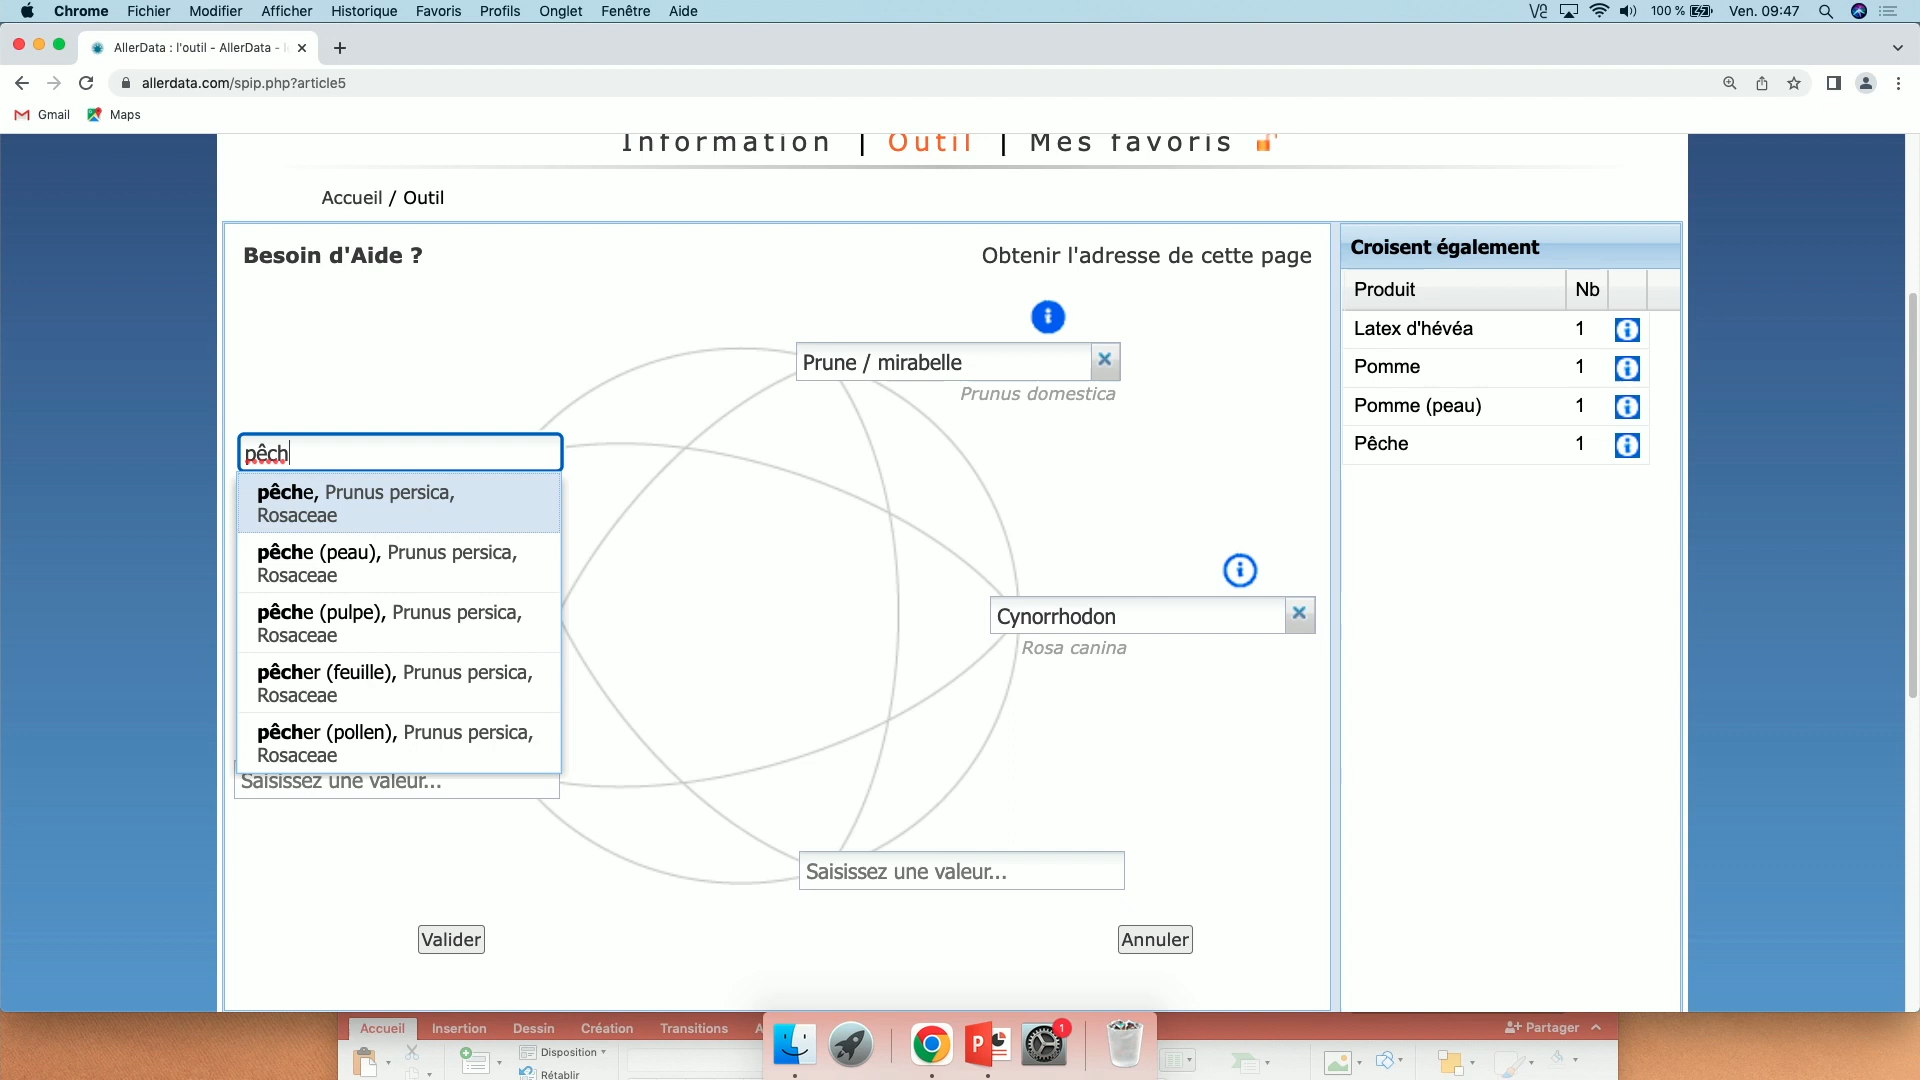 Chrome Fichier Modifier Afficher Historique Favoris Profils Onglet Fenêtre Aide 100 % Ven. 09:47
AllerData : l'outil - AllerData -
allerdata.com/spip.php?article5
Gmail Maps
Information | Outil | Mes favoris
Accueil / Outil
Besoin d'Aide ?
Obtenir l'adresse de cette page
Croisent également
Produit Nb
Latex d'hévéa 1
Pomme 1
Pomme (peau) 1
Pêche 1
Prune / mirabelle
Prunus domestica
pêch
pêche, Prunus persica,
Rosaceae
pêche (peau), Prunus persica,
Rosaceae
pêche (pulpe), Prunus persica,
Rosaceae
pêcher (feuille), Prunus persica,
Rosaceae
pêcher (pollen), Prunus persica,
Rosaceae
Saisissez une valeur...
Cynorrhodon
Rosa canina
Saisissez une valeur...
Valider
Annuler
Accueil Insertion Dessin Création Transitions A
Partager
Disposition
Rétablir
P
1